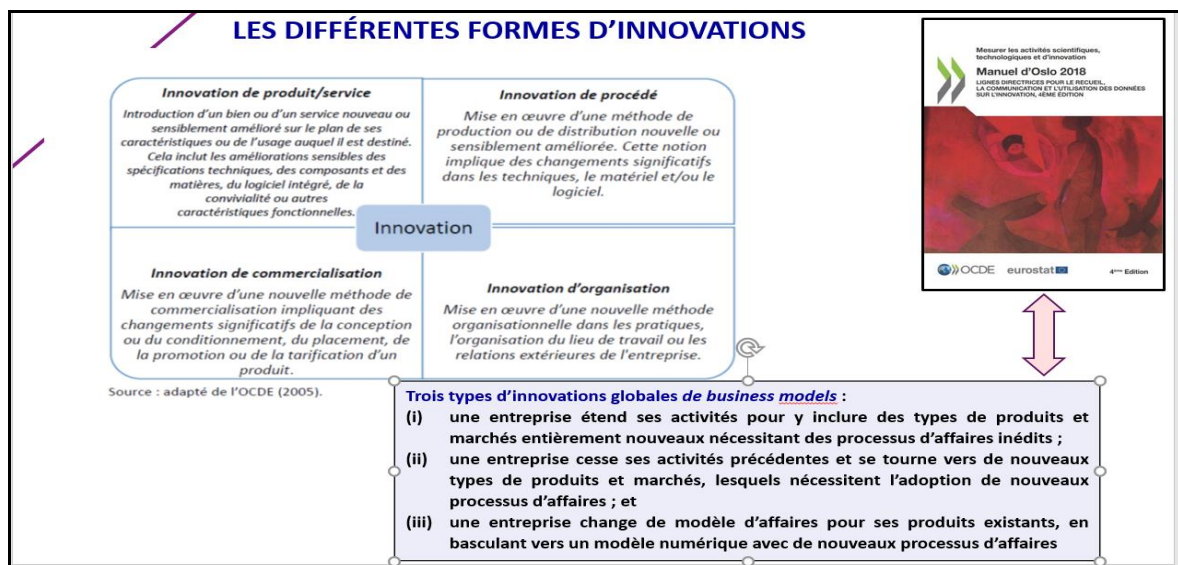 LES DIFFÉRENTES FORMES D'INNOVATIONS
Innovation de produit/service
Introduction d'un bien ou d'un service nouveau ou
sensiblement amélioré sur le plan de ses
caractéristiques ou de l'usage auquel il est destiné.
Cela inclut les améliorations sensibles des
spécifications techniques, des composants et des
matières, du logiciel intégré, de la
convivialité ou autres
caractéristiques fonctionnelles.
Innovation de procédé
Mise en œuvre d'une méthode de
production ou de distribution nouvelle ou
sensiblement améliorée. Cette notion
implique des changements significatifs
dans les techniques, le matériel et/ou le
logiciel.
Innovation
Innovation de commercialisation
Mise en œuvre d'une nouvelle méthode de
commercialisation impliquant des
changements significatifs de la conception
ou du conditionnement, du placement, de
la promotion ou de la tarification d'un
produit.
Innovation d'organisation
Mise en œuvre d'une nouvelle méthode
organisationnelle dans les pratiques,
l'organisation du lieu de travail ou les
relations extérieures de l'entreprise.
Source : adapté de l'OCDE (2005).
Mesurer les activités scientifiques,
technologiques et d'innovation
Manuel d'Oslo 2018
LIGNES DIRECTRICES POUR LE RECUEIL,
LA COMMUNICATION ET L'UTILISATION DES DONNÉES
SUR L'INNOVATION, 4ÈME ÉDITION
OCDE eurostat 4ème Edition
Trois types d'innovations globales de business models :
(i) une entreprise étend ses activités pour y inclure des types de produits et
marchés entièrement nouveaux nécessitant des processus d'affaires inédits ;
(ii) une entreprise cesse ses activités précédentes et se tourne vers de nouveaux
types de produits et marchés, lesquels nécessitent l'adoption de nouveaux
processus d'affaires ; et
(iii) une entreprise change de modèle d'affaires pour ses produits existants, en
basculant vers un modèle numérique avec de nouveaux processus d'affaires